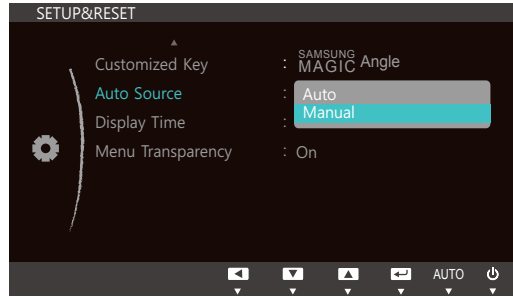 SETUP&RESET
Customized Key : SAMSUNG MAGIC Angle
Auto Source : Auto
Manual
Display Time :
Menu Transparency : On
AUTO